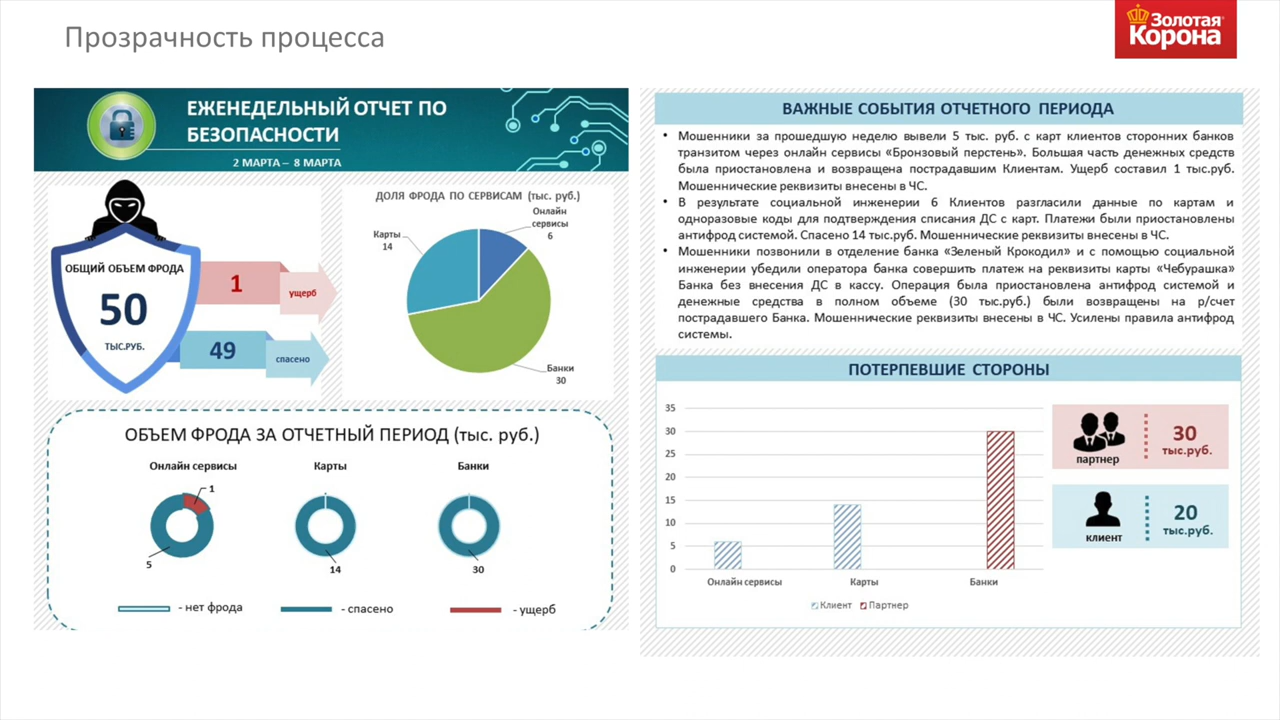 Прозрачность процесса
Золотая
Корона
ЕЖЕНЕДЕЛЬНЫЙ ОТЧЕТ ПО
БЕЗОПАСНОСТИ
2 МАРТА – 8 МАРТА
ОБЩИЙ ОБЪЕМ ФРОДА
50
ТЫС.РУБ.
1
ущерб
49
спасено
ДОЛЯ ФРОДА ПО СЕРВИСАМ (тыс. руб.)
Онлайн
сервисы
6
Карты
14
Банки
30
ОБЪЕМ ФРОДА ЗА ОТЧЕТНЫЙ ПЕРИОД (тыс. руб.)
Онлайн сервисы
Карты
Банки
1
5
14
30
- нет фрода
- спасено
- ущерб
ВАЖНЫЕ СОБЫТИЯ ОТЧЕТНОГО ПЕРИОДА
• Мошенники за прошедшую неделю вывели 5 тыс. руб. с карт клиентов сторонних банков
транзитом через онлайн сервисы «Бронзовый перстень». Большая часть денежных средств
была приостановлена и возвращена пострадавшим Клиентам. Ущерб составил 1 тыс.руб.
Мошеннические реквизиты внесены в ЧС.
• В результате социальной инженерии 6 Клиентов разгласили данные по картам и
одноразовые коды для подтверждения списания ДС с карт. Платежи были приостановлены
антифрод системой. Спасено 14 тыс.руб. Мошеннические реквизиты внесены в ЧС.
• Мошенники позвонили в отделение банка «Зеленый Крокодил» и с помощью социальной
инженерии убедили оператора банка совершить платеж на реквизиты карты «Чебурашка»
Банка без внесения ДС в кассу. Операция была приостановлена антифрод системой и
денежные средства в полном объеме (30 тыс.руб.) были возвращены на р/счет
пострадавшего Банка. Мошеннические реквизиты внесены в ЧС. Усилены правила антифрод
системы.
ПОТЕРПЕВШИЕ СТОРОНЫ
35
30
25
20
15
10
5
0
Онлайн сервисы
Карты
Банки
Клиент
Партнер
партнер
30
тыс.руб.
клиент
20
тыс.руб.